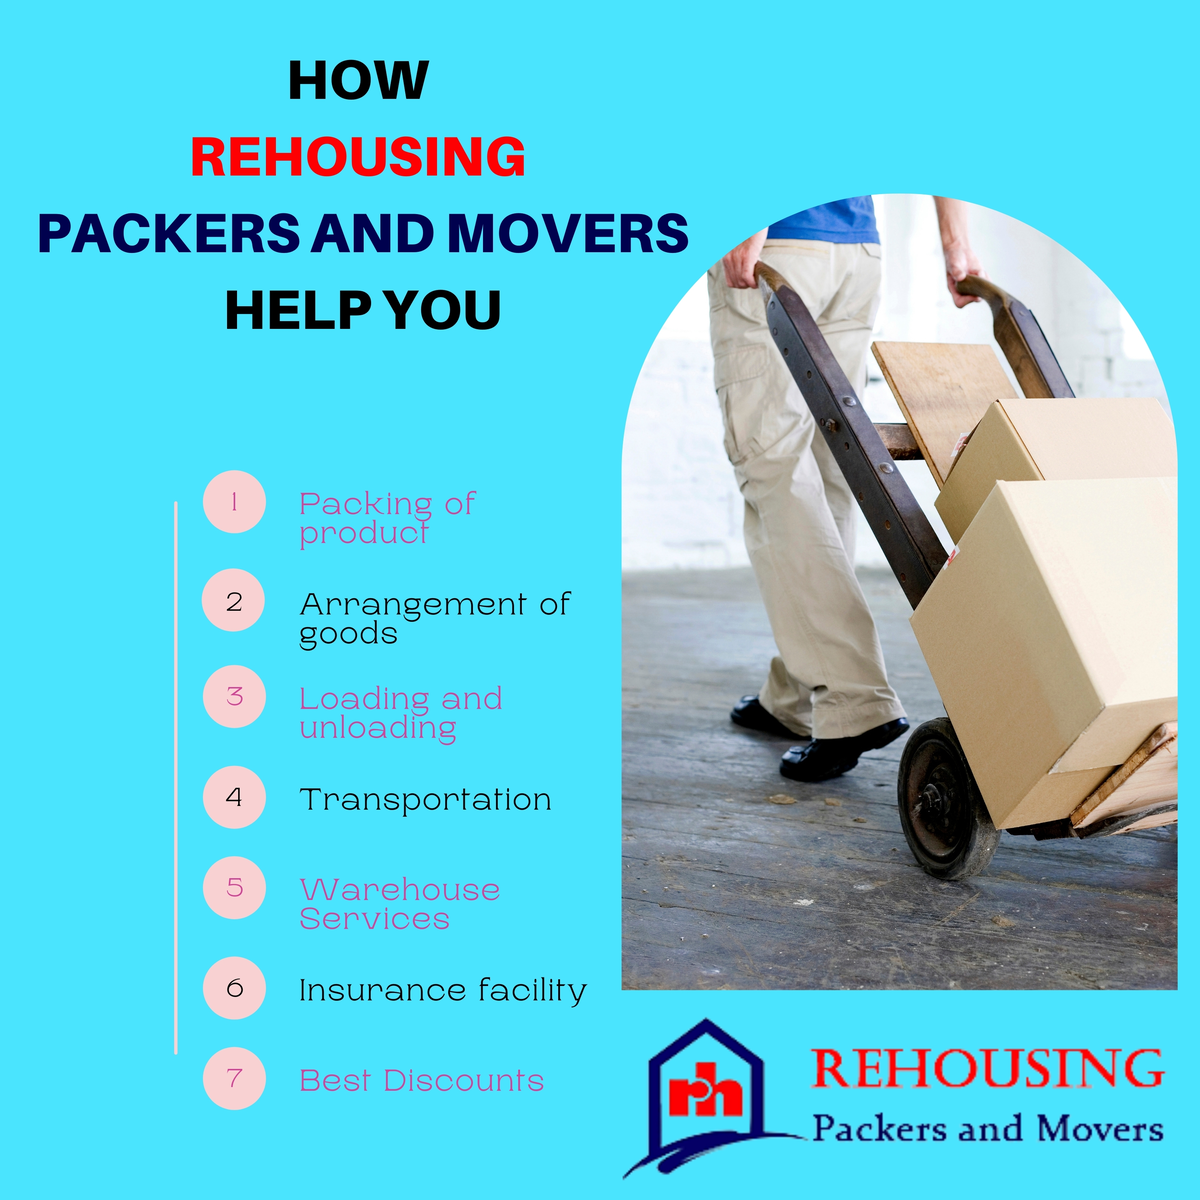 HOW
REHOUSING
PACKERS AND MOVERS
HELP YOU
1
Packing of
product
2
Arrangement of
goods
3
Loading and
unloading
4
Transportation
5
Warehouse
Services
6
Insurance facility
7
Best Discounts
rh
REHOUSING
Packers and Movers